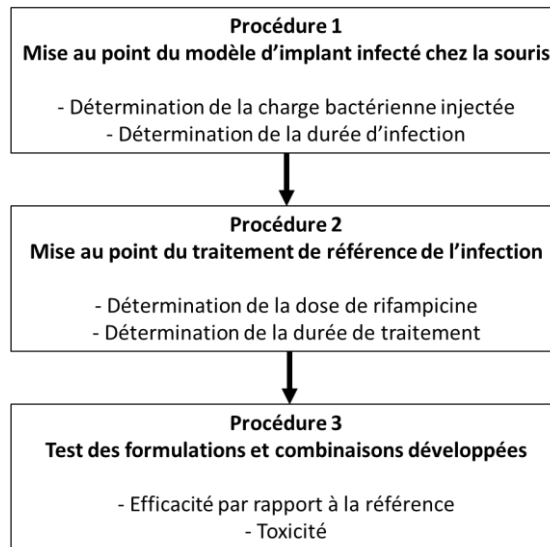 Procédure 1
Mise au point du modèle d’implant infecté chez la souris
- Détermination de la charge bactérienne injectée
- Détermination de la durée d’infection
Procédure 2
Mise au point du traitement de référence de l’infection
- Détermination de la dose de rifampicine
- Détermination de la durée de traitement
Procédure 3
Test des formulations et combinaisons développées
- Efficacité par rapport à la référence
- Toxicité